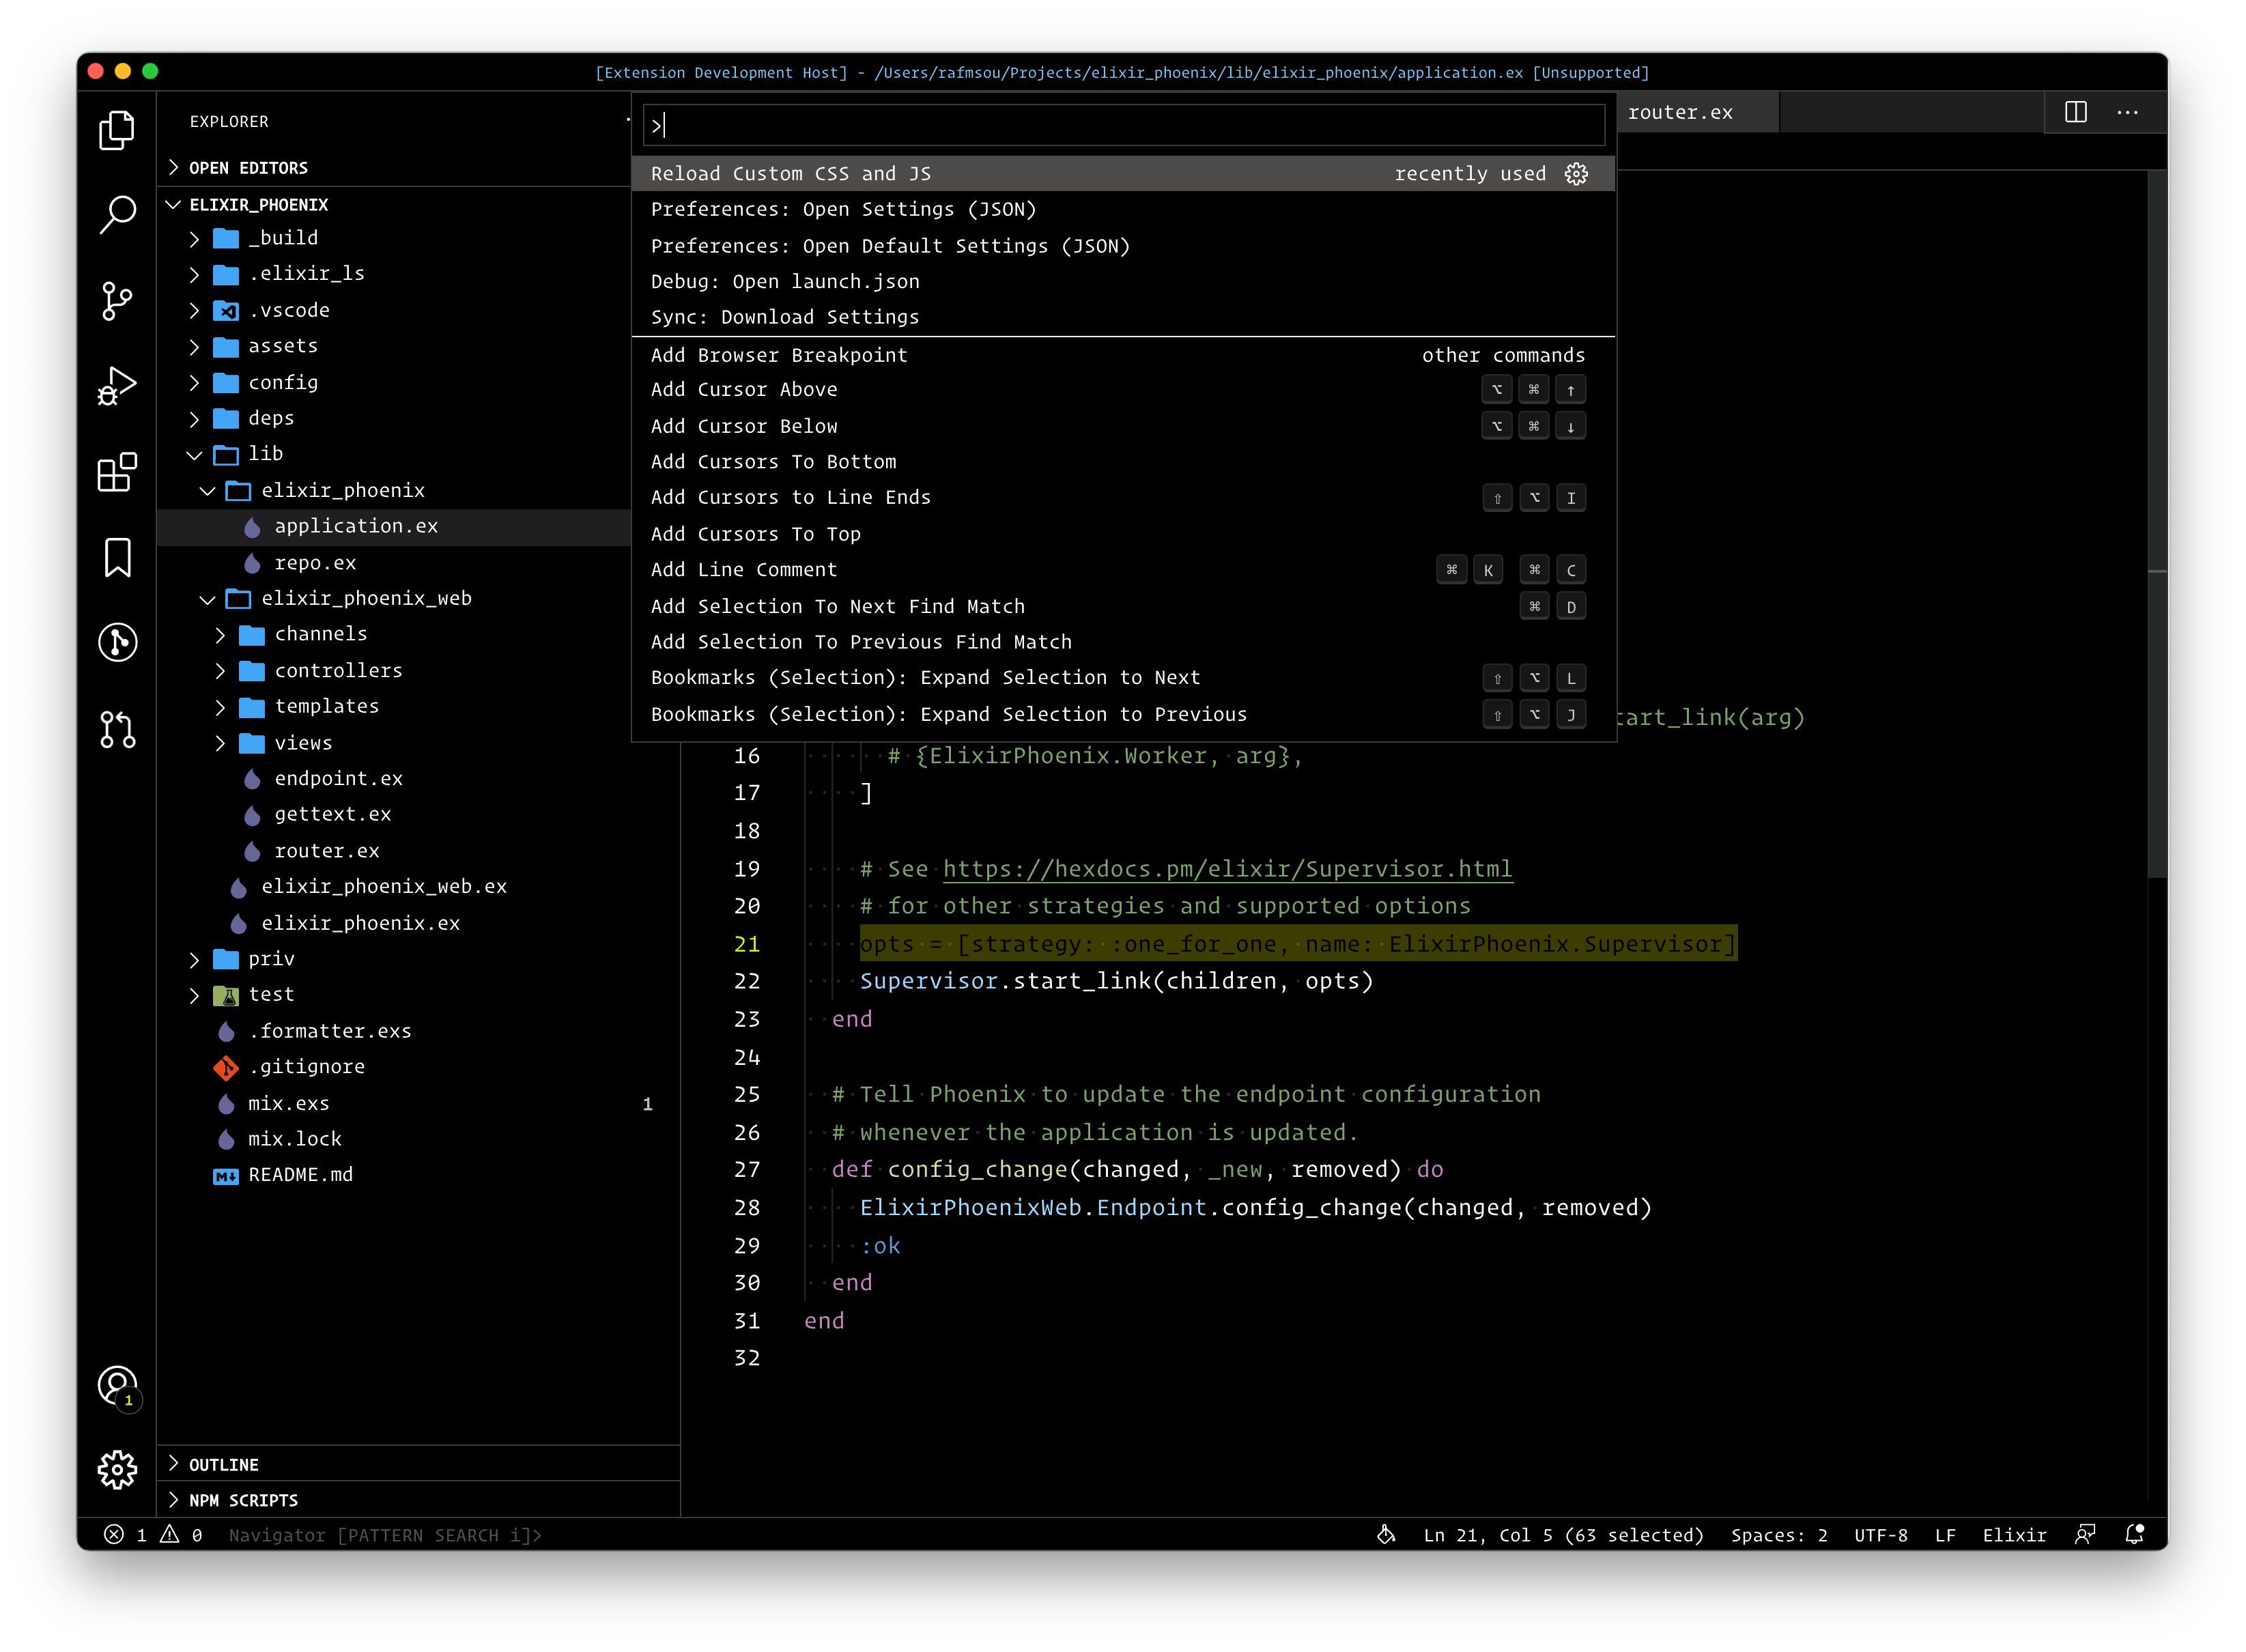 [Extension Development Host] - /Users/rafmsou/Projects/elixir_phoenix/lib/elixir_phoenix/application.ex [Unsupported]
EXPLORER
OPEN EDITORS
ELIXIR_PHOENIX
_build
.elixir_ls
.vscode
assets
config
deps
lib
elixir_phoenix
application.ex
repo.ex
elixir_phoenix_web
channels
controllers
templates
views
endpoint.ex
gettext.ex
router.ex
elixir_phoenix_web.ex
elixir_phoenix.ex
priv
test
.formatter.exs
.gitignore
mix.exs 1
mix.lock
README.md
1
OUTLINE
NPM SCRIPTS
>
Reload Custom CSS and JS recently used
Preferences: Open Settings (JSON)
Preferences: Open Default Settings (JSON)
Debug: Open launch.json
Sync: Download Settings
Add Browser Breakpoint other commands
Add Cursor Above ⌥ ⌘ ↑
Add Cursor Below ⌥ ⌘ ↓
Add Cursors To Bottom
Add Cursors to Line Ends ⇧ ⌥ I
Add Cursors To Top
Add Line Comment ⌘ K ⌘ C
Add Selection To Next Find Match ⌘ D
Add Selection To Previous Find Match
Bookmarks (Selection): Expand Selection to Next ⇧ ⌥ L
Bookmarks (Selection): Expand Selection to Previous ⇧ ⌥ J
router.ex
tart_link(arg)
16 # {ElixirPhoenix.Worker, arg},
17 ]
18
19 # See https://hexdocs.pm/elixir/Supervisor.html
20 # for other strategies and supported options
21 opts = [strategy: :one_for_one, name: ElixirPhoenix.Supervisor]
22 Supervisor.start_link(children, opts)
23 end
24
25 # Tell Phoenix to update the endpoint configuration
26 # whenever the application is updated.
27 def config_change(changed, _new, removed) do
28 ElixirPhoenixWeb.Endpoint.config_change(changed, removed)
29 :ok
30 end
31 end
32
1 0 Navigator [PATTERN SEARCH i]> Ln 21, Col 5 (63 selected) Spaces: 2 UTF-8 LF Elixir